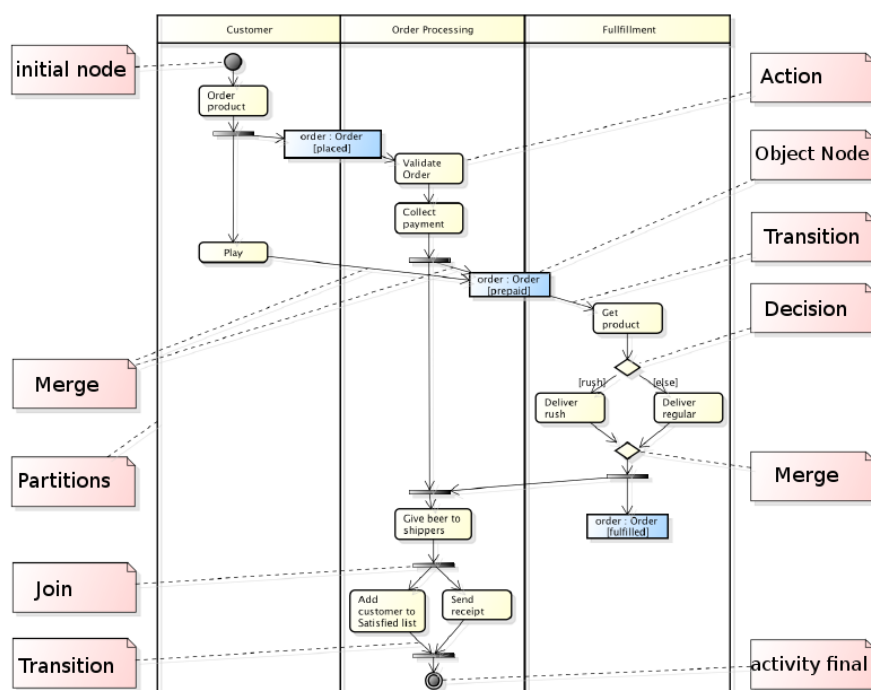 Customer
Order Processing
Fullfillment
initial node
Order
product
order : Order
[placed]
Validate
Order
Action
Object Node
Collect
payment
Play
order : Order
[prepaid]
Transition
Get
product
Decision
Merge
[rush]
[else]
Deliver
rush
Deliver
regular
Partitions
Merge
Give beer to
shippers
order : Order
[fulfilled]
Join
Add
customer to
Satisfied list
Send
receipt
Transition
activity final